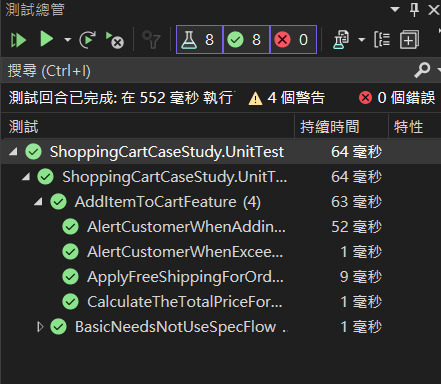 測試總管
8 8 0
搜尋 (Ctrl+I)
測試回合已完成: 在 552 毫秒 執行 4 個警告 0 個錯誤
測試 持續時間 特性
ShoppingCartCaseStudy.UnitTest 64 毫秒
ShoppingCartCaseStudy.UnitT... 64 毫秒
AddItemToCartFeature (4) 63 毫秒
AlertCustomerWhenAddin... 52 毫秒
AlertCustomerWhenExcee... 1 毫秒
ApplyFreeShippingForOrd... 9 毫秒
CalculateTheTotalPriceFor... 1 毫秒
BasicNeedsNotUseSpecFlow .. 1 毫秒